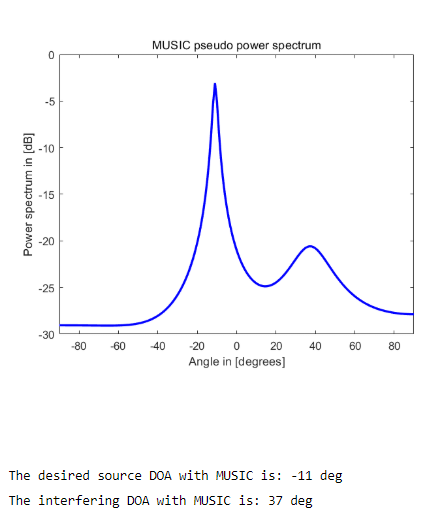 MUSIC pseudo power spectrum
0
-5
-10
-15
-20
-25
-30
Power spectrum in [dB]
-80 -60 -40 -20 0 20 40 60 80
Angle in [degrees]
The desired source DOA with MUSIC is: -11 deg
The interfering DOA with MUSIC is: 37 deg